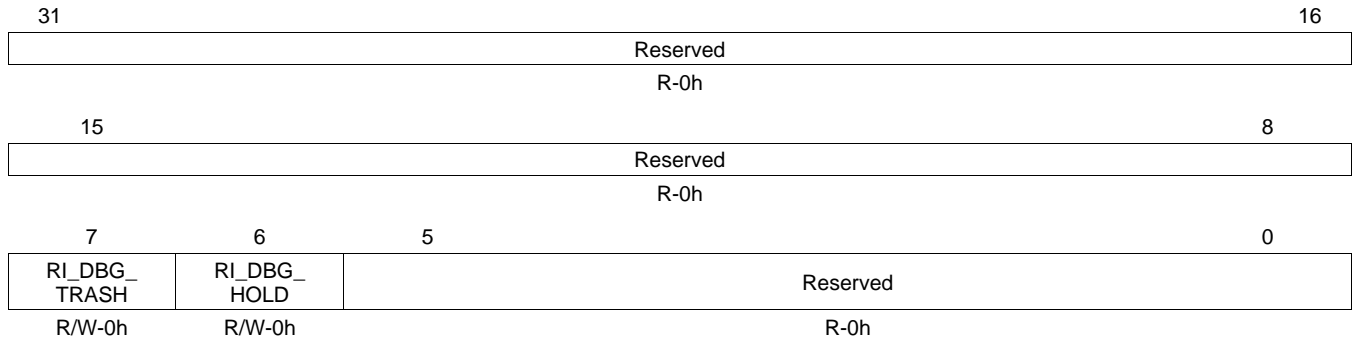 31 16
Reserved
R-0h
15 8
Reserved
R-0h
7 6 5 0
RI_DBG_ RI_DBG_ Reserved
TRASH HOLD
R/W-0h R/W-0h R-0h